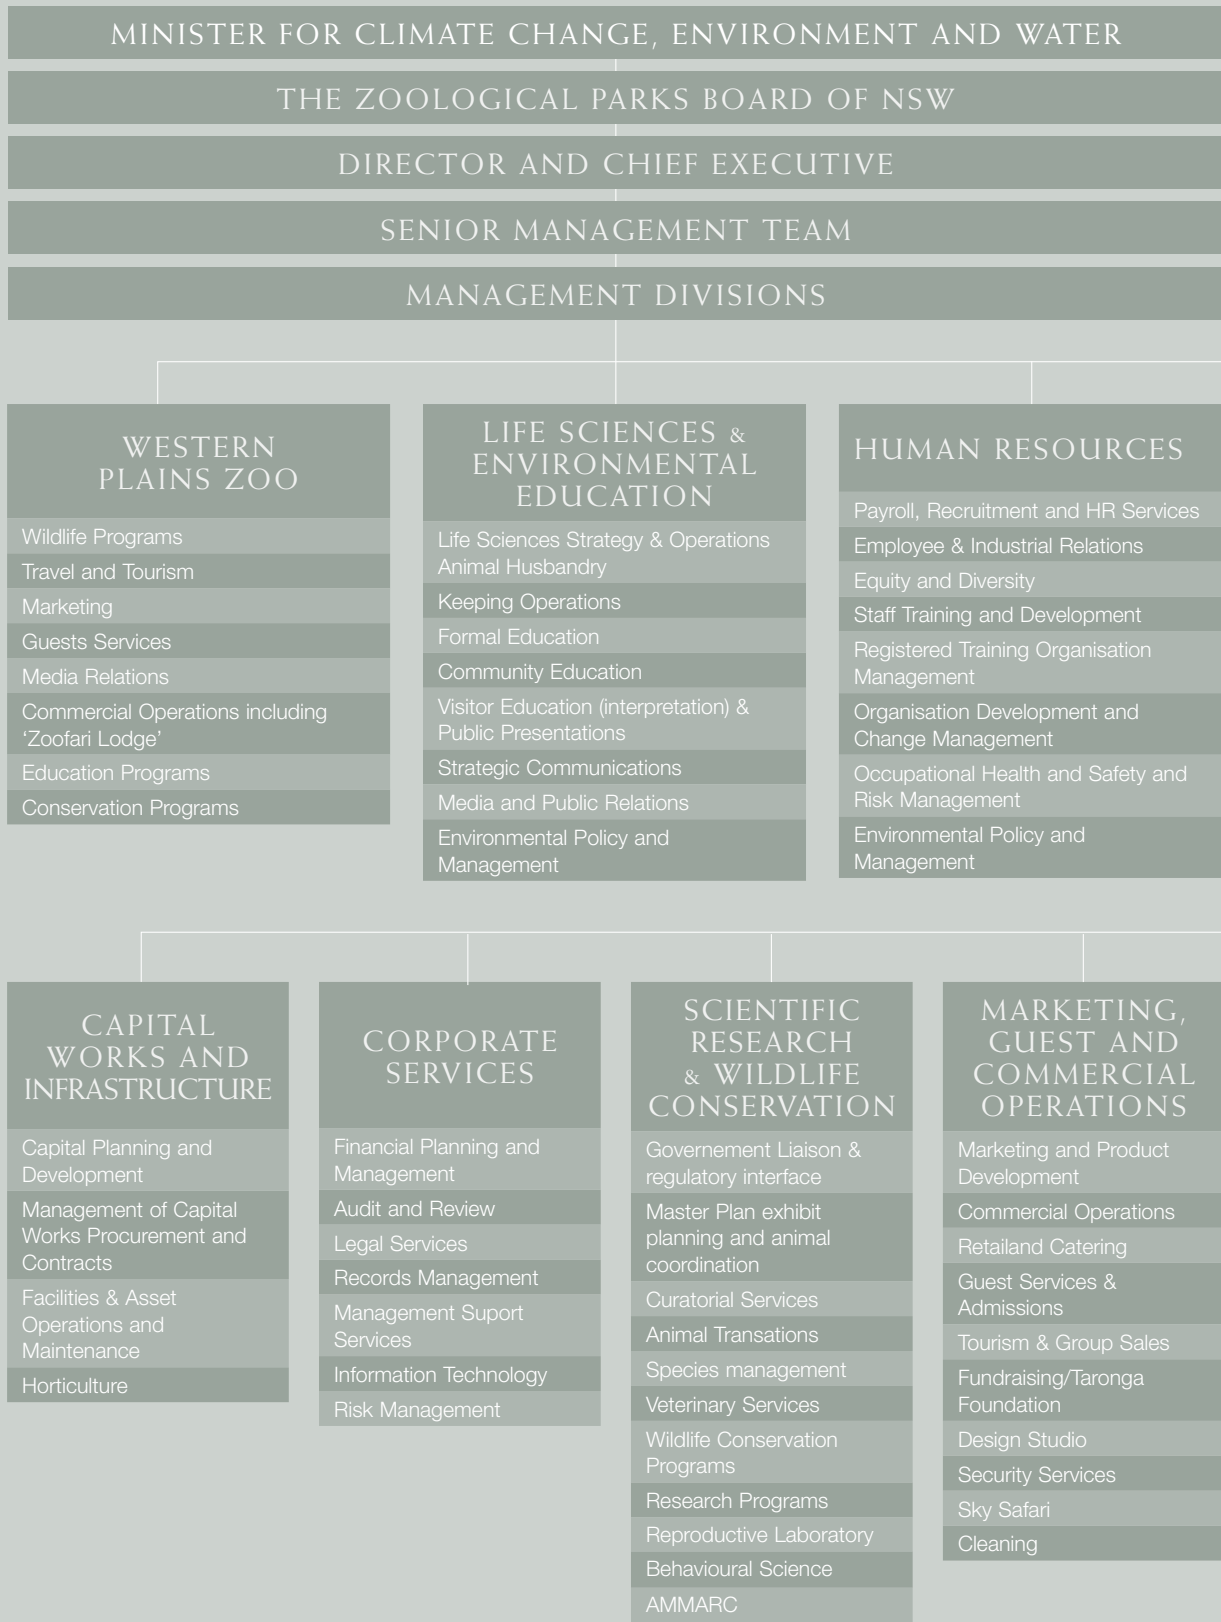 MINISTER FOR CLIMATE CHANGE, ENVIRONMENT AND WATER
THE ZOOLOGICAL PARKS BOARD OF NSW
DIRECTOR AND CHIEF EXECUTIVE
SENIOR MANAGEMENT TEAM
MANAGEMENT DIVISIONS
WESTERN
PLAINS ZOO
Wildlife Programs
Travel and Tourism
Marketing
Guests Services
Media Relations
Commercial Operations including
‘Zoofari Lodge’
Education Programs
Conservation Programs
LIFE SCIENCES &
ENVIRONMENTAL
EDUCATION
Life Sciences Strategy & Operations
Animal Husbandry
Keeping Operations
Formal Education
Community Education
Visitor Education (interpretation) &
Public Presentations
Strategic Communications
Media and Public Relations
Environmental Policy and
Management
HUMAN RESOURCES
Payroll, Recruitment and HR Services
Employee & Industrial Relations
Equity and Diversity
Staff Training and Development
Registered Training Organisation
Management
Organisation Development and
Change Management
Occupational Health and Safety and
Risk Management
Environmental Policy and
Management
CAPITAL
WORKS AND
INFRASTRUCTURE
Capital Planning and
Development
Management of Capital
Works Procurement and
Contracts
Facilities & Asset
Operations and
Maintenance
Horticulture
CORPORATE
SERVICES
Financial Planning and
Management
Audit and Review
Legal Services
Records Management
Management Suport
Services
Information Technology
Risk Management
SCIENTIFIC
RESEARCH
& WILDLIFE
CONSERVATION
Governement Liaison &
regulatory interface
Master Plan exhibit
planning and animal
coordination
Curatorial Services
Animal Transations
Species management
Veterinary Services
Wildlife Conservation
Programs
Research Programs
Reproductive Laboratory
Behavioural Science
AMMARC
MARKETING,
GUEST AND
COMMERCIAL
OPERATIONS
Marketing and Product
Development
Commercial Operations
Retailand Catering
Guest Services &
Admissions
Tourism & Group Sales
Fundraising/Taronga
Foundation
Design Studio
Security Services
Sky Safari
Cleaning